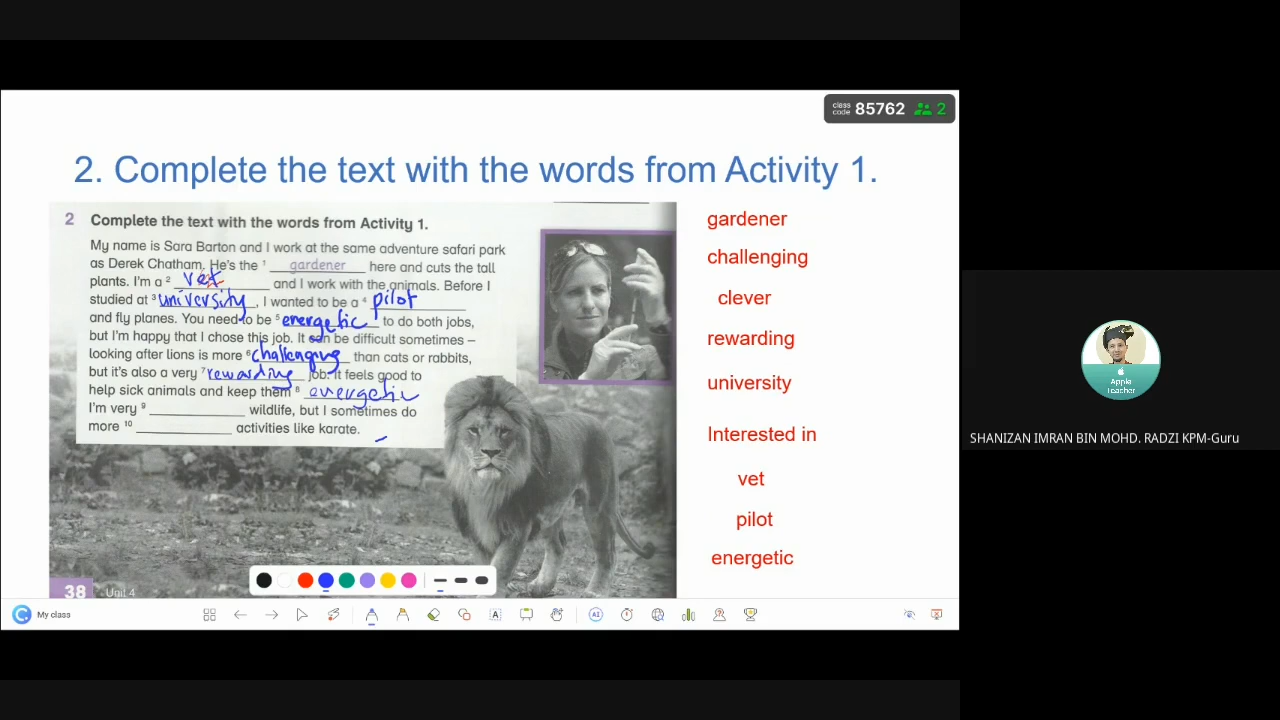 class code 85762 2
2. Complete the text with the words from Activity 1.
2 Complete the text with the words from Activity 1.
My name is Sara Barton and I work at the same adventure safari park
as Derek Chatham. He's the 1 gardener here and cuts the tall
plants. I'm a 2 vet and I work with the animals. Before I
studied at 3 university, I wanted to be a 4 pilot
and fly planes. You need to be 5 energetic to do both jobs,
but I'm happy that I chose this job. It can be difficult sometimes –
looking after lions is more 6 challenging than cats or rabbits,
but it's also a very 7 rewarding job. It feels good to
help sick animals and keep them 8 energetic
I'm very 9 ____________ wildlife, but I sometimes do
more 10 ____________ activities like karate.
38 Unit 4
gardener
challenging
clever
rewarding
university
Interested in
vet
pilot
energetic
My class
A
AI
Apple
Teacher
SHANIZAN IMRAN BIN MOHD. RADZI KPM-Guru